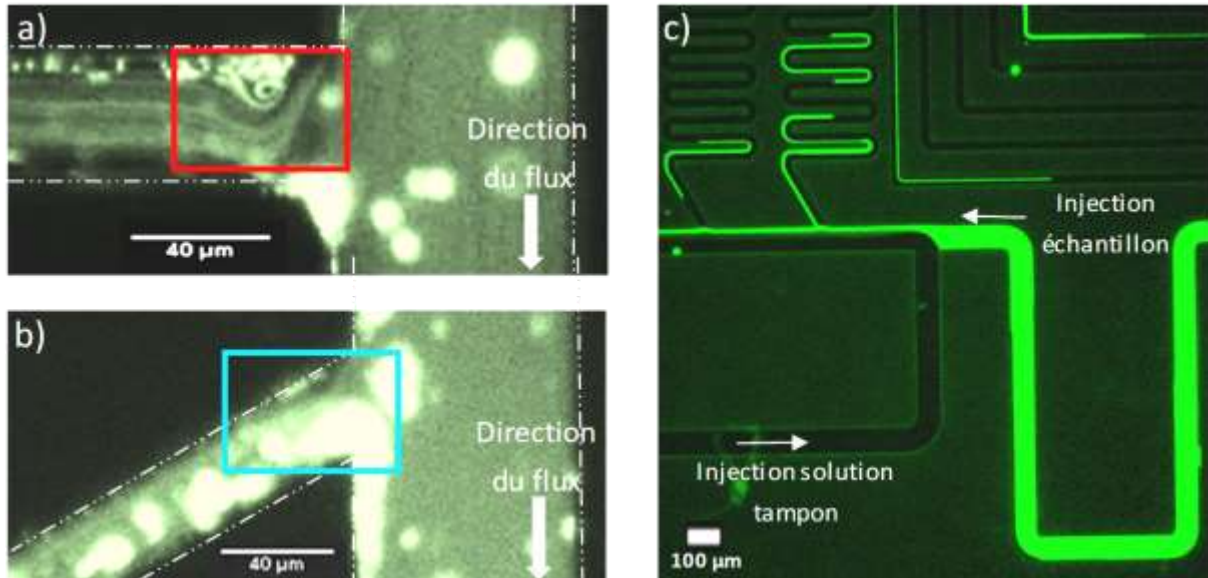 a)
Direction
du flux
40 µm
b)
Direction
du flux
40 µm
c)
Injection
échantillon
Injection solution
tampon
100 µm